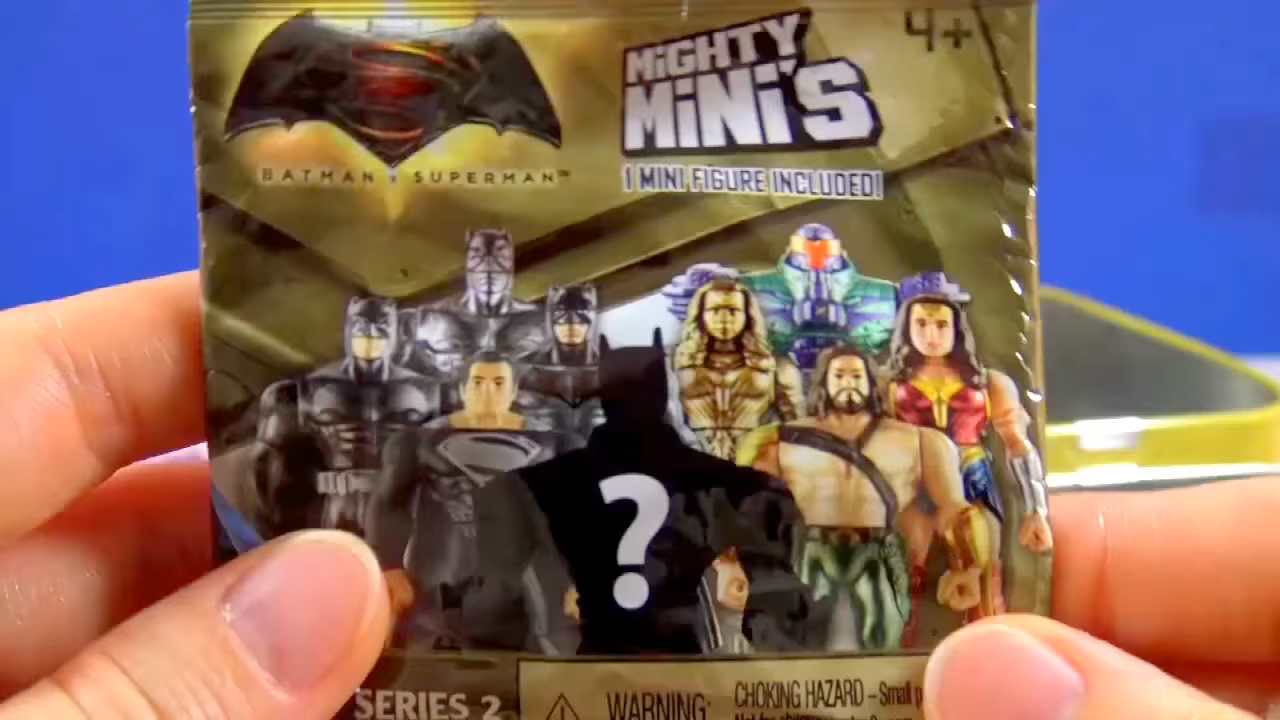 4+
MiGHTY
MiNi'S
BATMAN v SUPERMAN™
1 MINI FIGURE INCLUDED!
?
SERIES 2
WARNING:
CHOKING HAZARD – Small